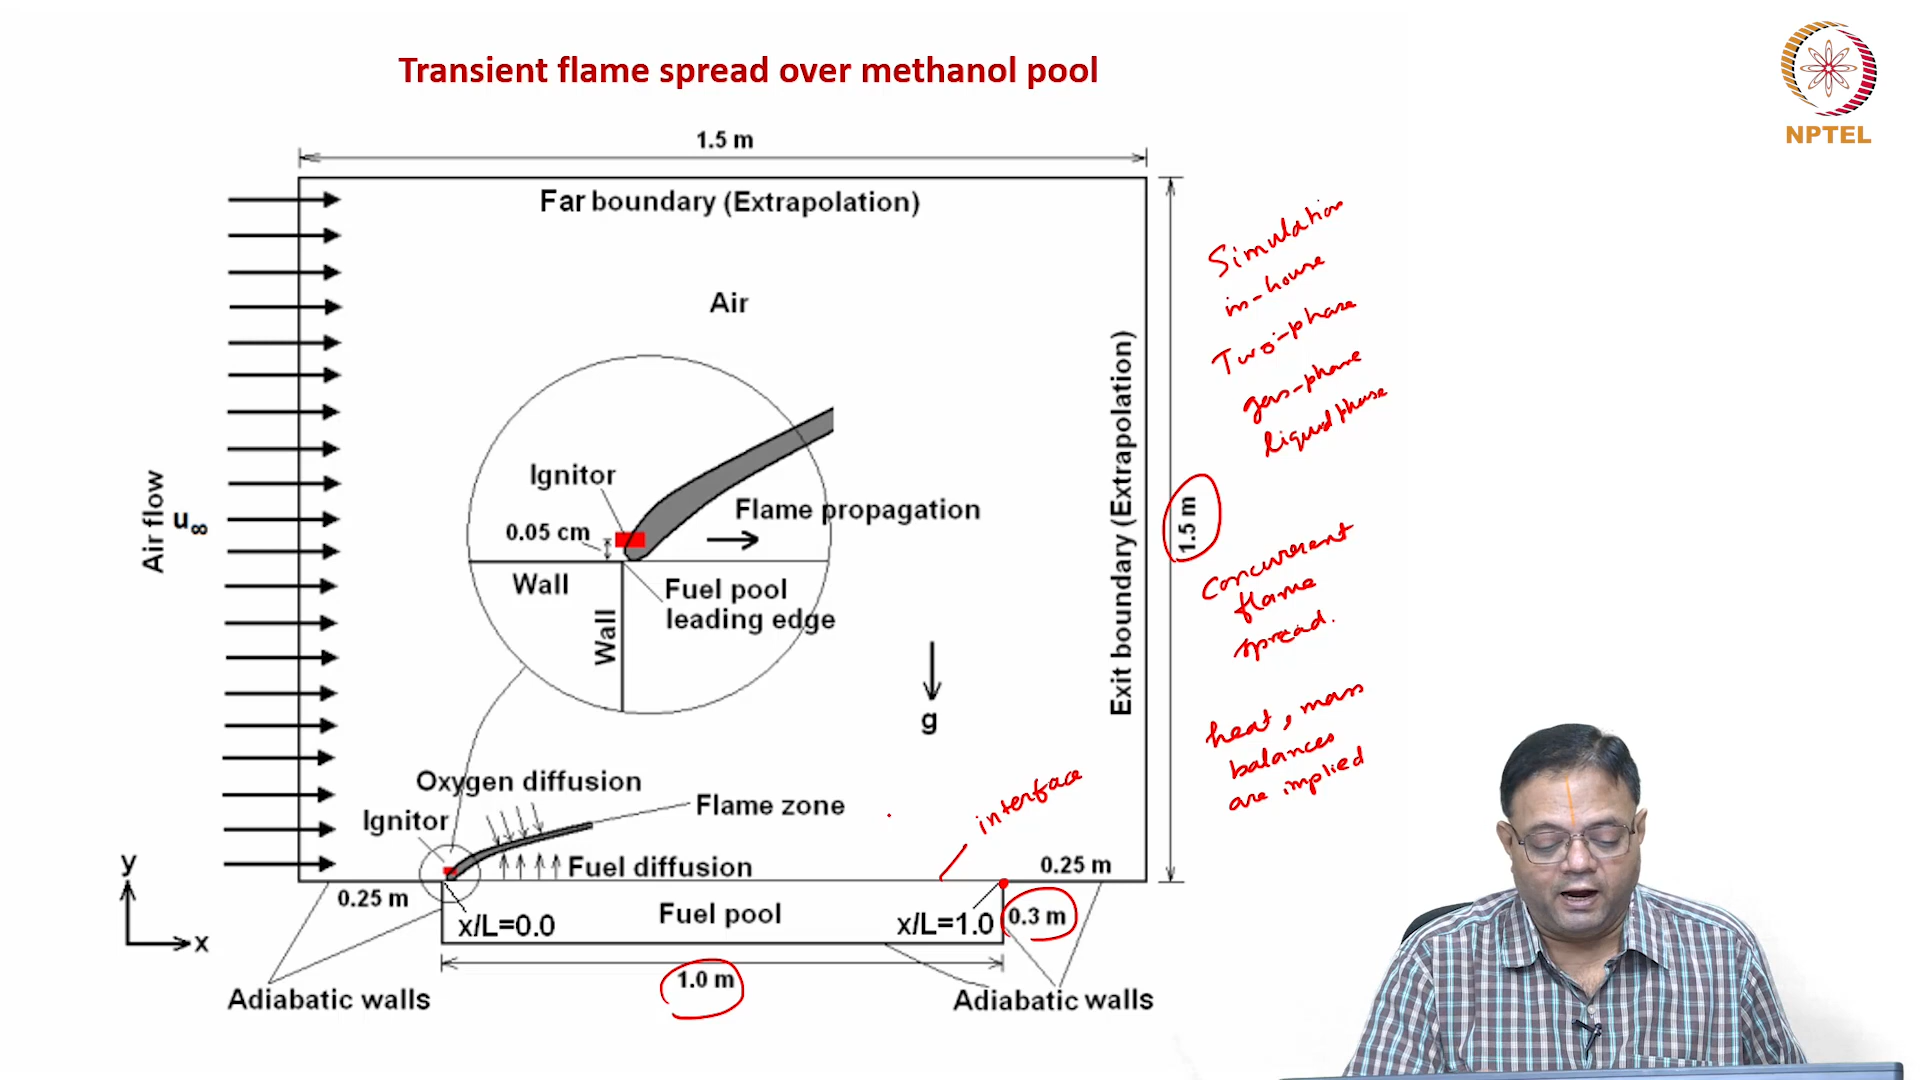 Transient flame spread over methanol pool
NPTEL
1.5 m
Far boundary (Extrapolation)
Air
Simulation
in-house
Two-phase
gas-phase
liquid phase
Exit boundary (Extrapolation)
1.5 m
Ignitor
0.05 cm
Flame propagation
Air flow
u∞
Wall
Wall
Fuel pool
leading edge
g
Concurrent
flame
spread.
heat, mass
balances
are implied
Oxygen diffusion
Ignitor
Flame zone
interface
Fuel diffusion
0.25 m
0.25 m
y
x
x/L=0.0
Fuel pool
x/L=1.0
0.3 m
1.0 m
Adiabatic walls
Adiabatic walls